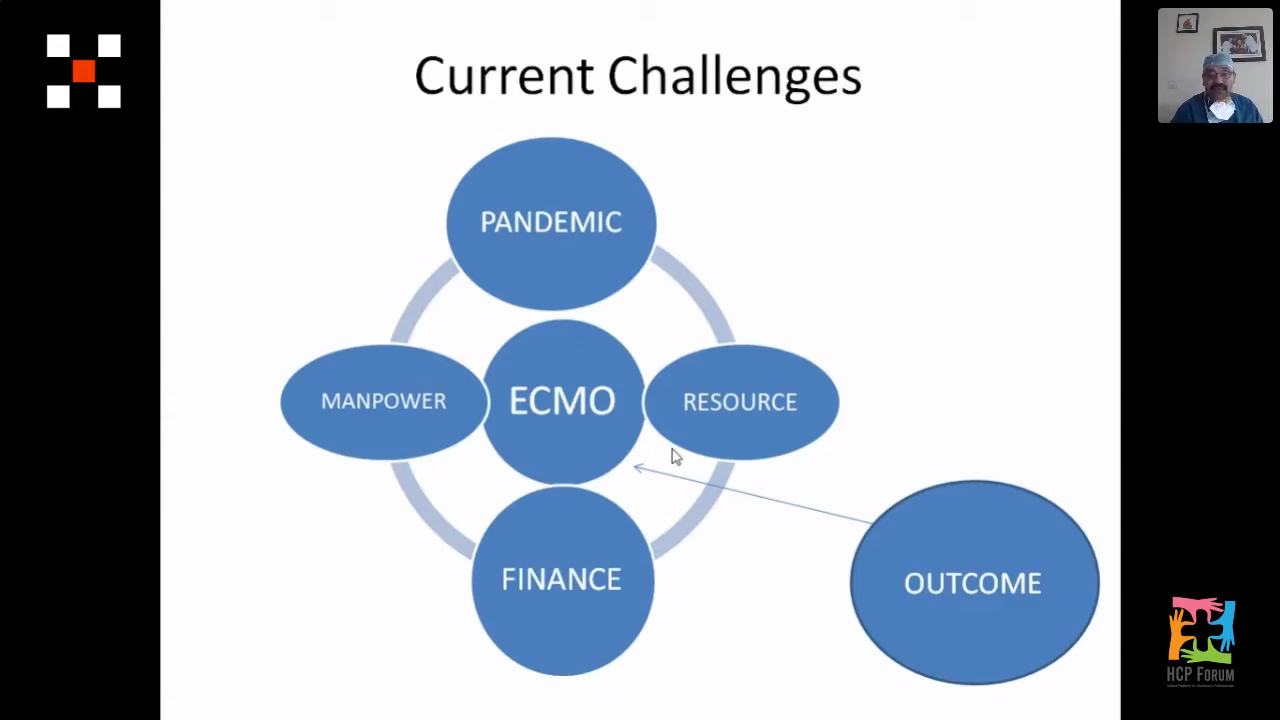 Current Challenges
PANDEMIC
MANPOWER
ECMO
RESOURCE
FINANCE
OUTCOME
HCP FORUM